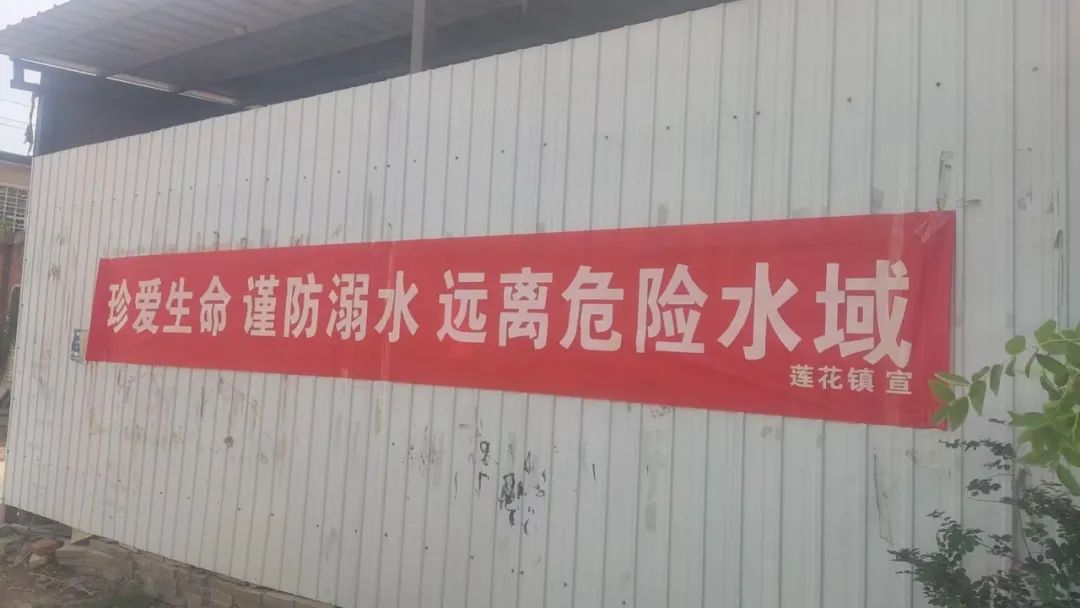 珍爱生命 谨防溺水 远离危险水域
莲花镇 宣